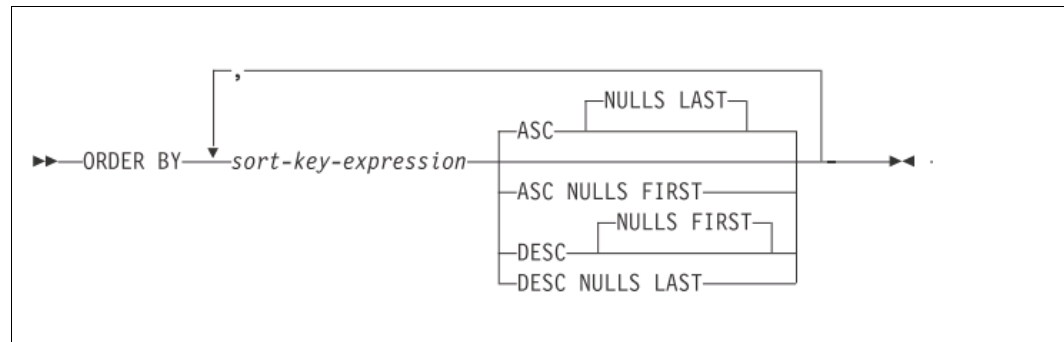 ,
NULLS LAST
ASC
ORDER BY sort-key-expression
ASC NULLS FIRST
NULLS FIRST
DESC
DESC NULLS LAST